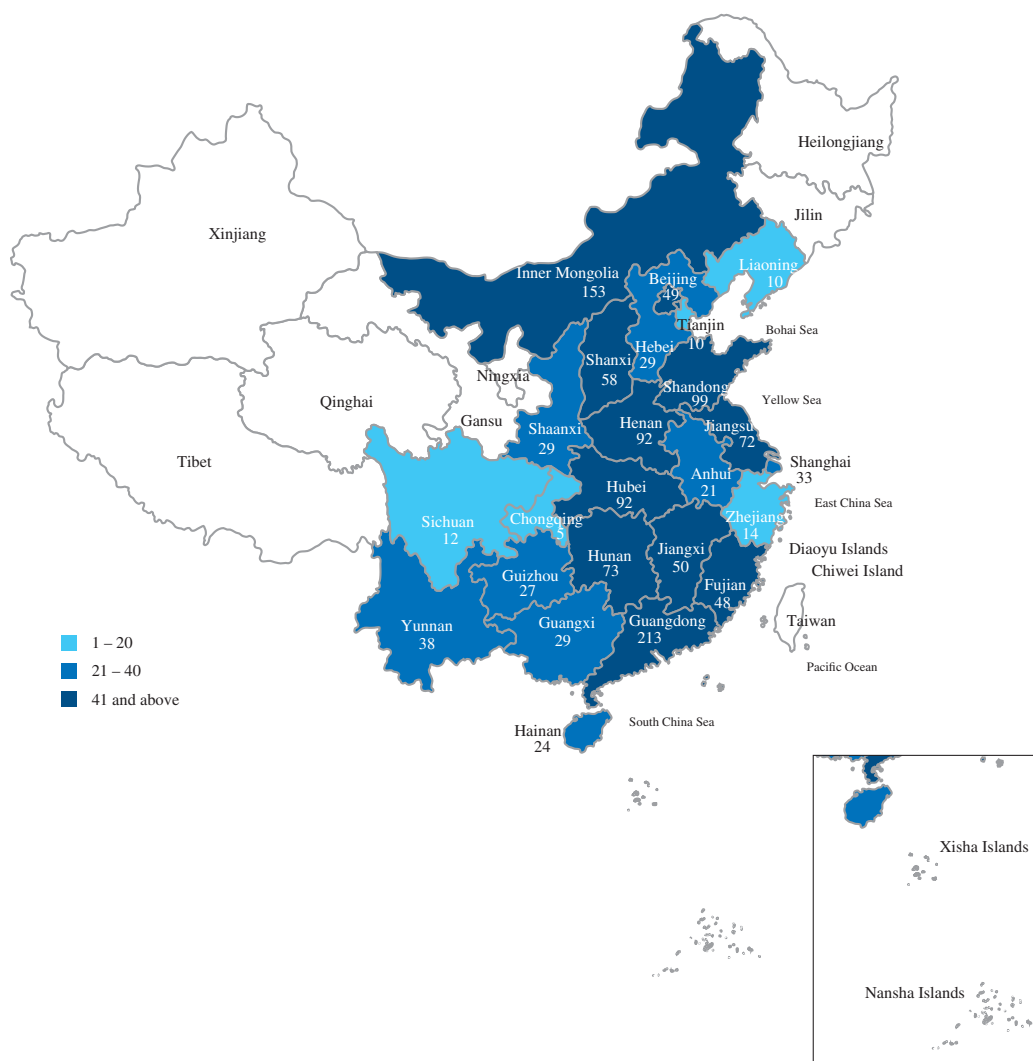 Heilongjiang
Jilin
Xinjiang
Liaoning
10
Inner Mongolia
153
Beijing
49
Tianjin
10
Bohai Sea
Hebei
29
Shanxi
58
Ningxia
Shandong
99
Yellow Sea
Qinghai
Gansu
Shaanxi
29
Henan
92
Jiangsu
72
Tibet
Anhui
21
Shanghai
33
Hubei
92
East China Sea
Sichuan
12
Chongqing
5
Zhejiang
14
Hunan
73
Jiangxi
50
Diaoyu Islands
Chiwei Island
Guizhou
27
Fujian
48
Yunnan
38
Guangxi
29
Guangdong
213
Taiwan
1 – 20
21 – 40
41 and above
Pacific Ocean
South China Sea
Hainan
24
Xisha Islands
Nansha Islands